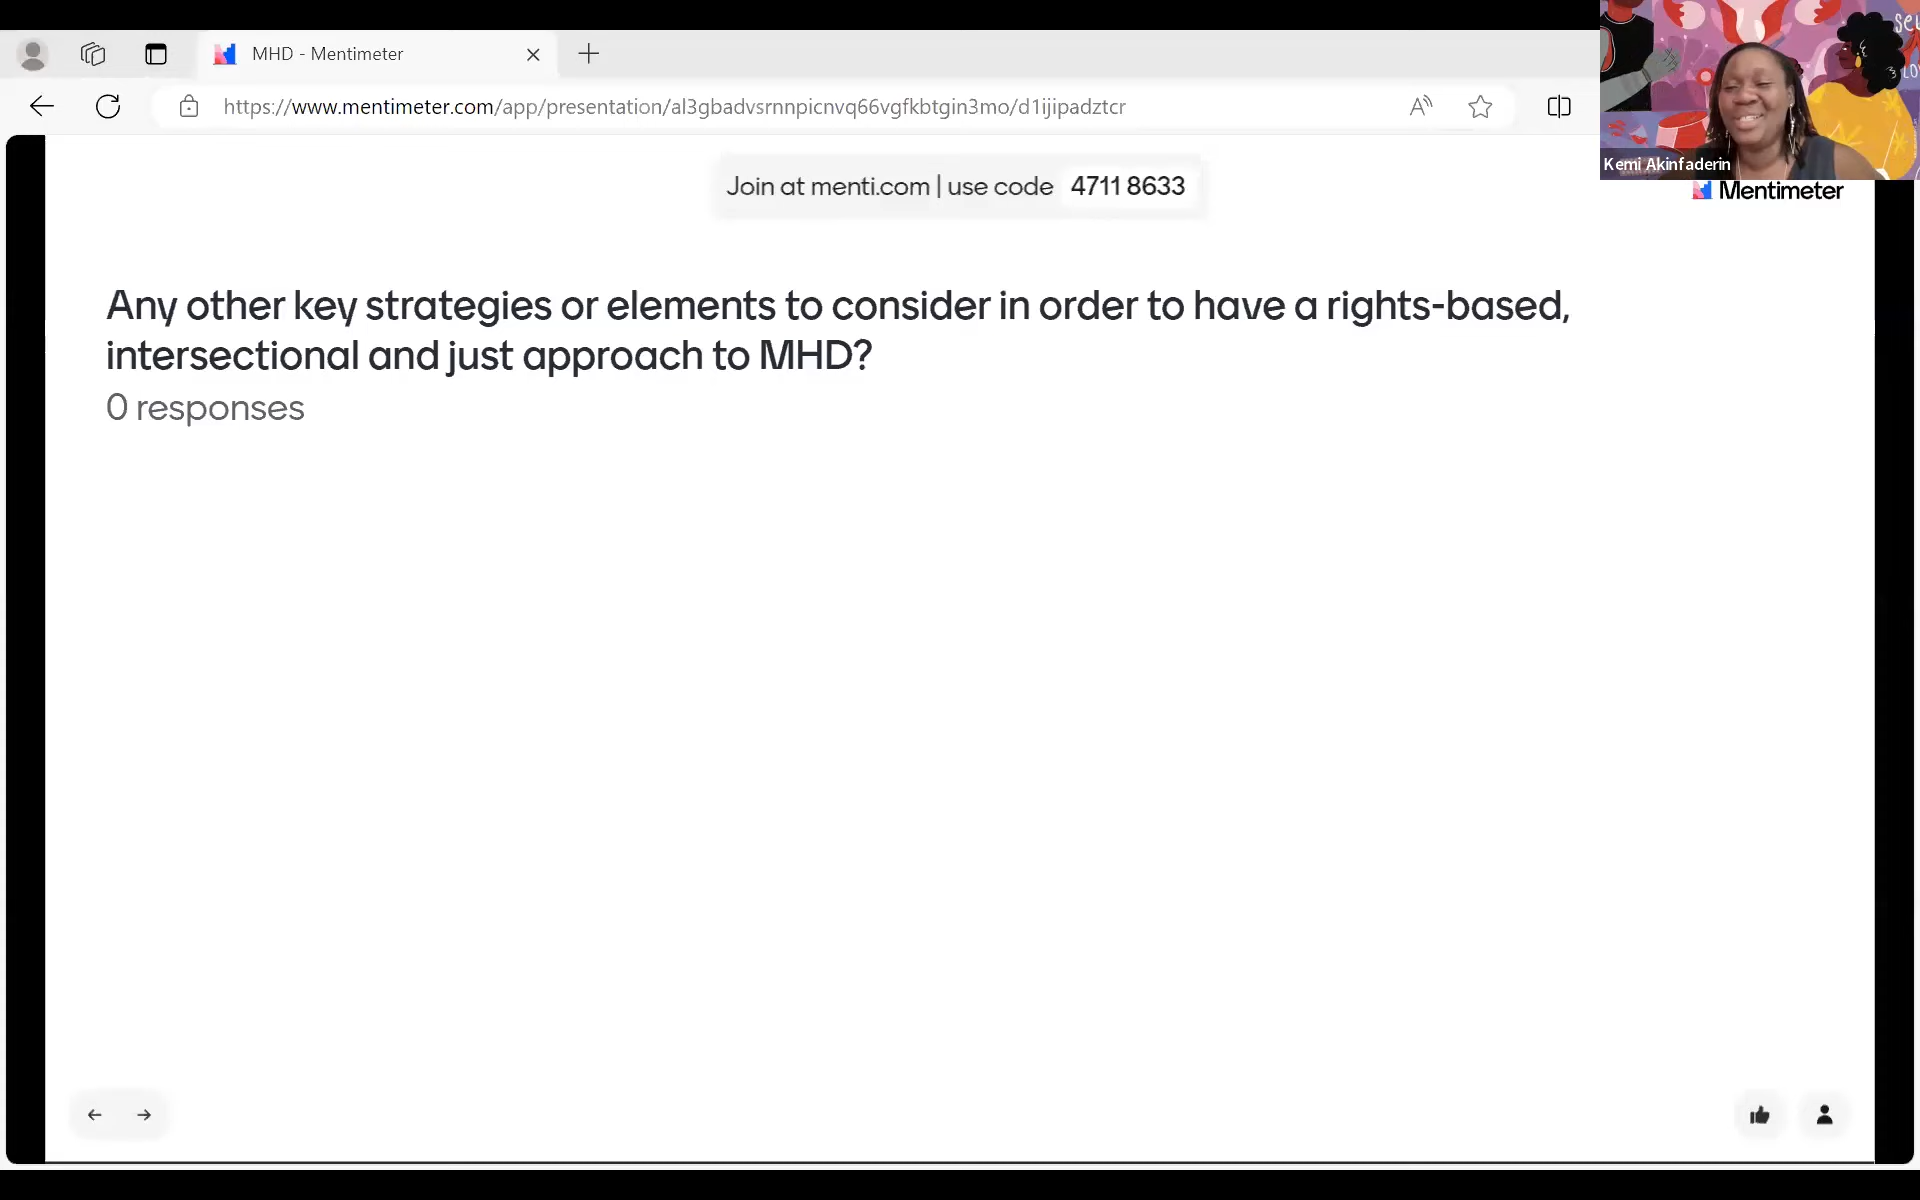 MHD - Mentimeter
https://www.mentimeter.com/app/presentation/al3gbadvsrnnpicnvq66vgfkbtgin3mo/d1ijipadztcr
Kemi Akinfaderin
Join at menti.com | use code 4711 8633
Mentimeter
Any other key strategies or elements to consider in order to have a rights-based,
intersectional and just approach to MHD?
0 responses